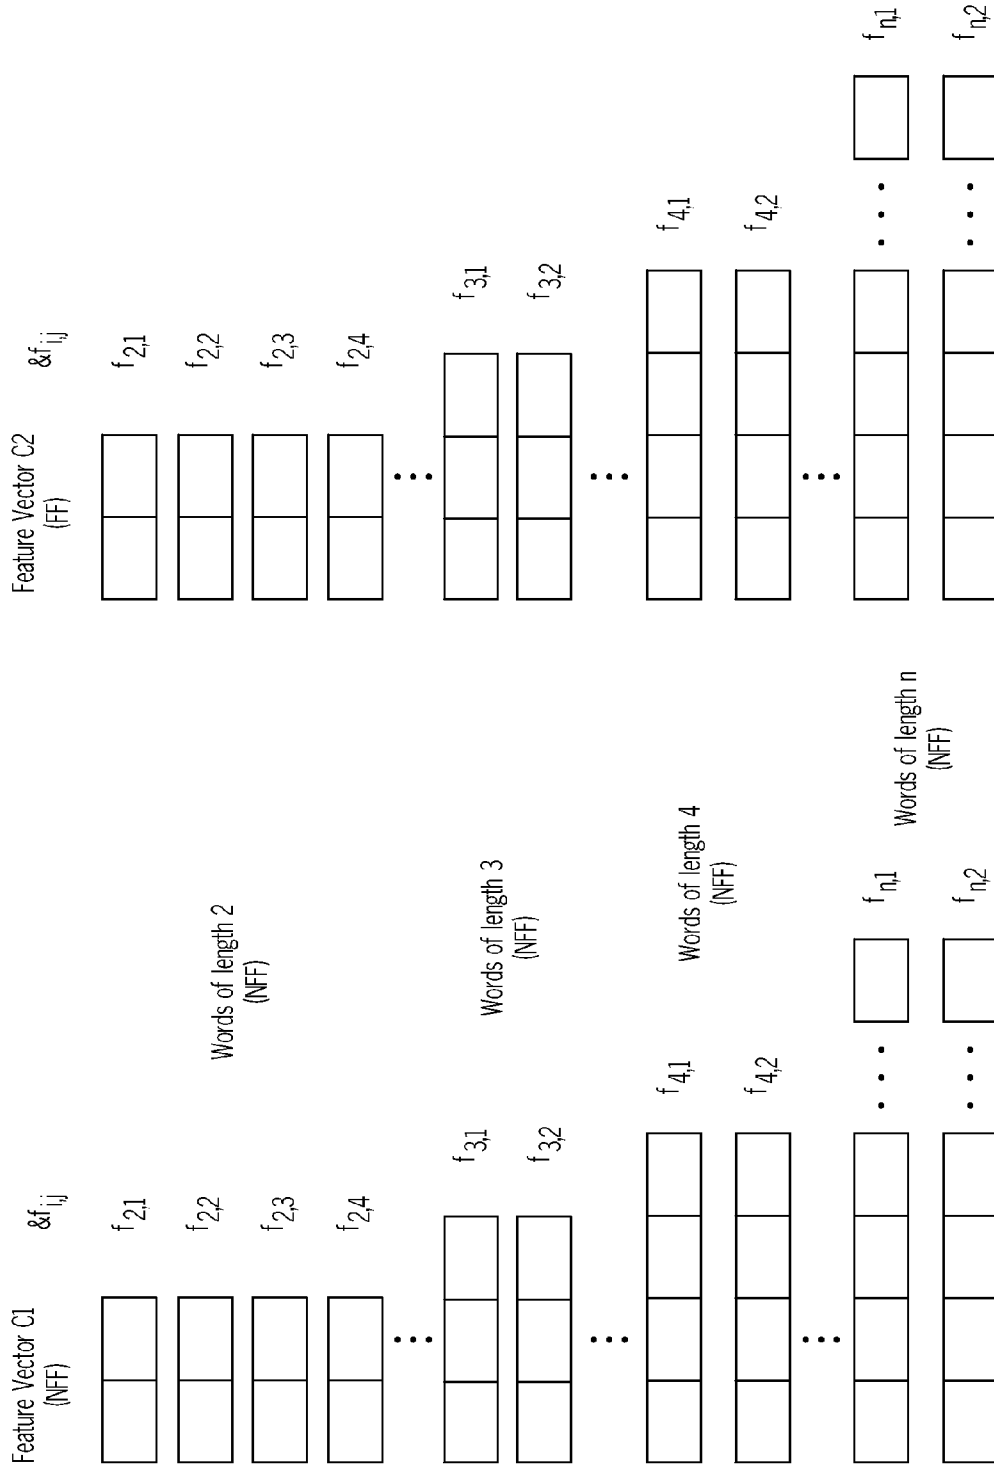 Feature Vector C1
(NFF)
&f i,j
f 2,1
f 2,2
f 2,3
f 2,4
f 3,1
f 3,2
f 4,1
f 4,2
f n,1
f n,2
Words of length 2
(NFF)
Words of length 3
(NFF)
Words of length 4
(NFF)
Words of length n
(NFF)
Feature Vector C2
(FF)
&f i,j
f 2,1
f 2,2
f 2,3
f 2,4
f 3,1
f 3,2
f 4,1
f 4,2
f n,1
f n,2